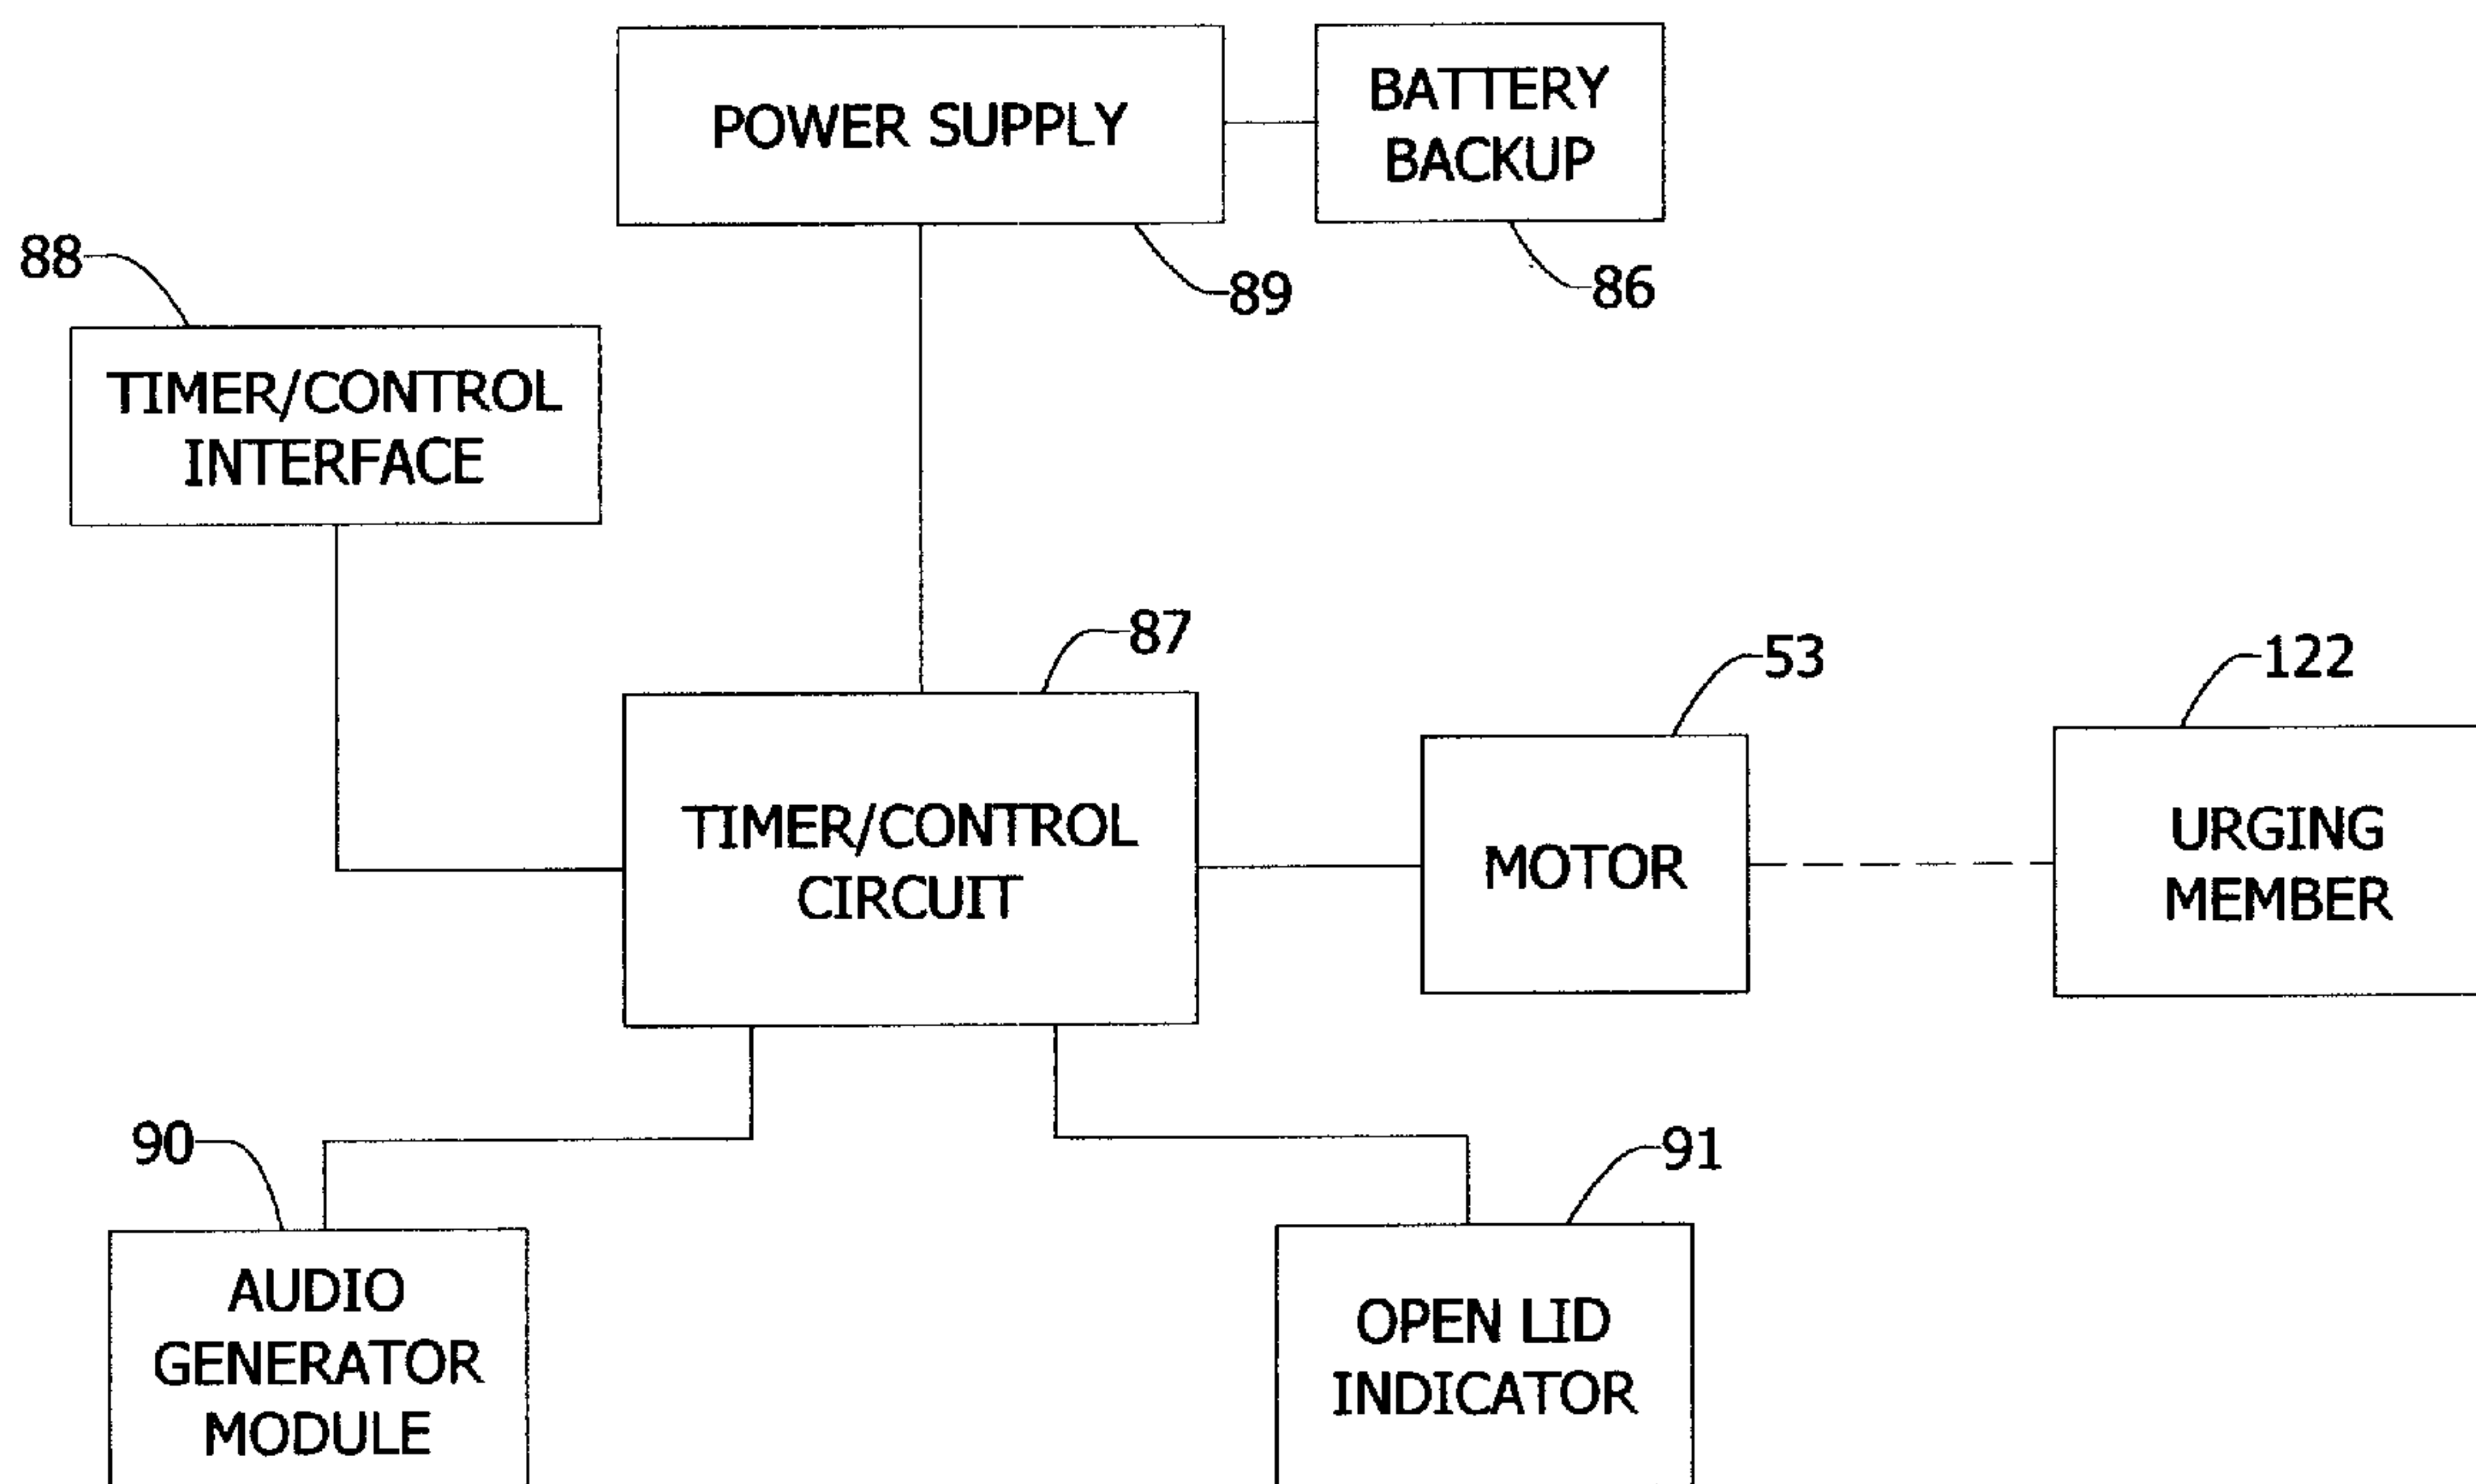 POWER SUPPLY
BATTERY
BACKUP
88
89
86
TIMER/CONTROL
INTERFACE
87
53
122
TIMER/CONTROL
CIRCUIT
MOTOR
URGING
MEMBER
90
91
AUDIO
GENERATOR
MODULE
OPEN LID
INDICATOR